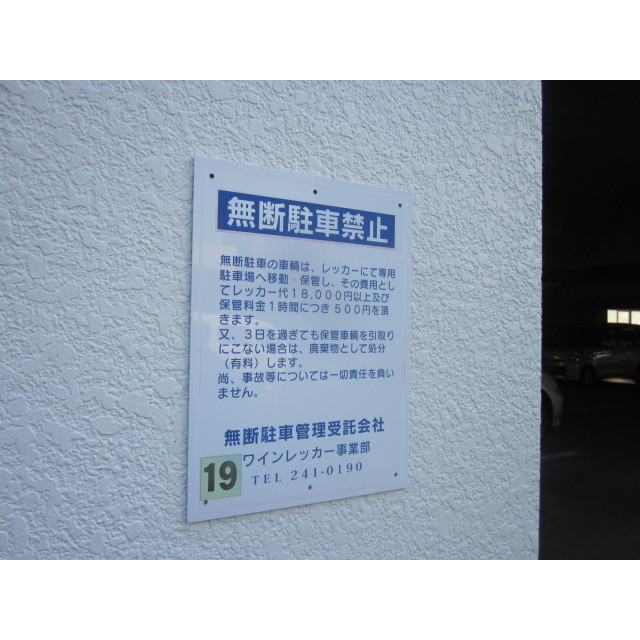 無断駐車禁止
無断駐車の車輌は、レッカーにて専用
駐車場へ移動・保管し、その費用とし
てレッカー代18,000円以上及び
保管料金1時間につき500円を頂
きます。
又、3日を過ぎても保管車輌を引取り
にこない場合は、廃棄物として処分
（有料）します。
尚、事故等については一切責任を負い
ません。
無断駐車管理受託会社
ワインレッカー事業部
19
TEL 241-0190